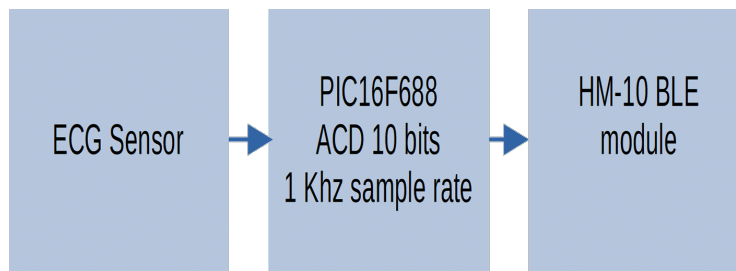 ECG Sensor
PIC16F688
ACD 10 bits
1 Khz sample rate
HM-10 BLE
module